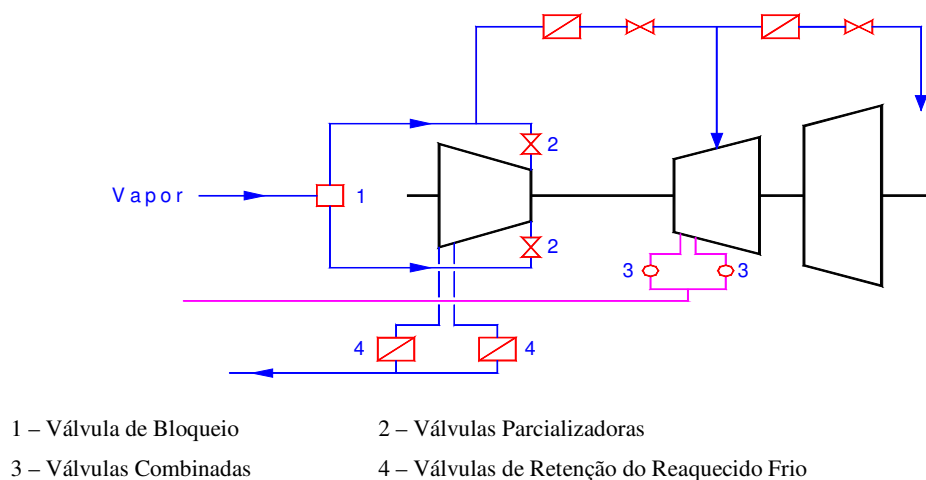 2
Vapor
1
2
3
3
4
4
1 – Válvula de Bloqueio
2 – Válvulas Parcializadoras
3 – Válvulas Combinadas
4 – Válvulas de Retenção do Reaquecido Frio